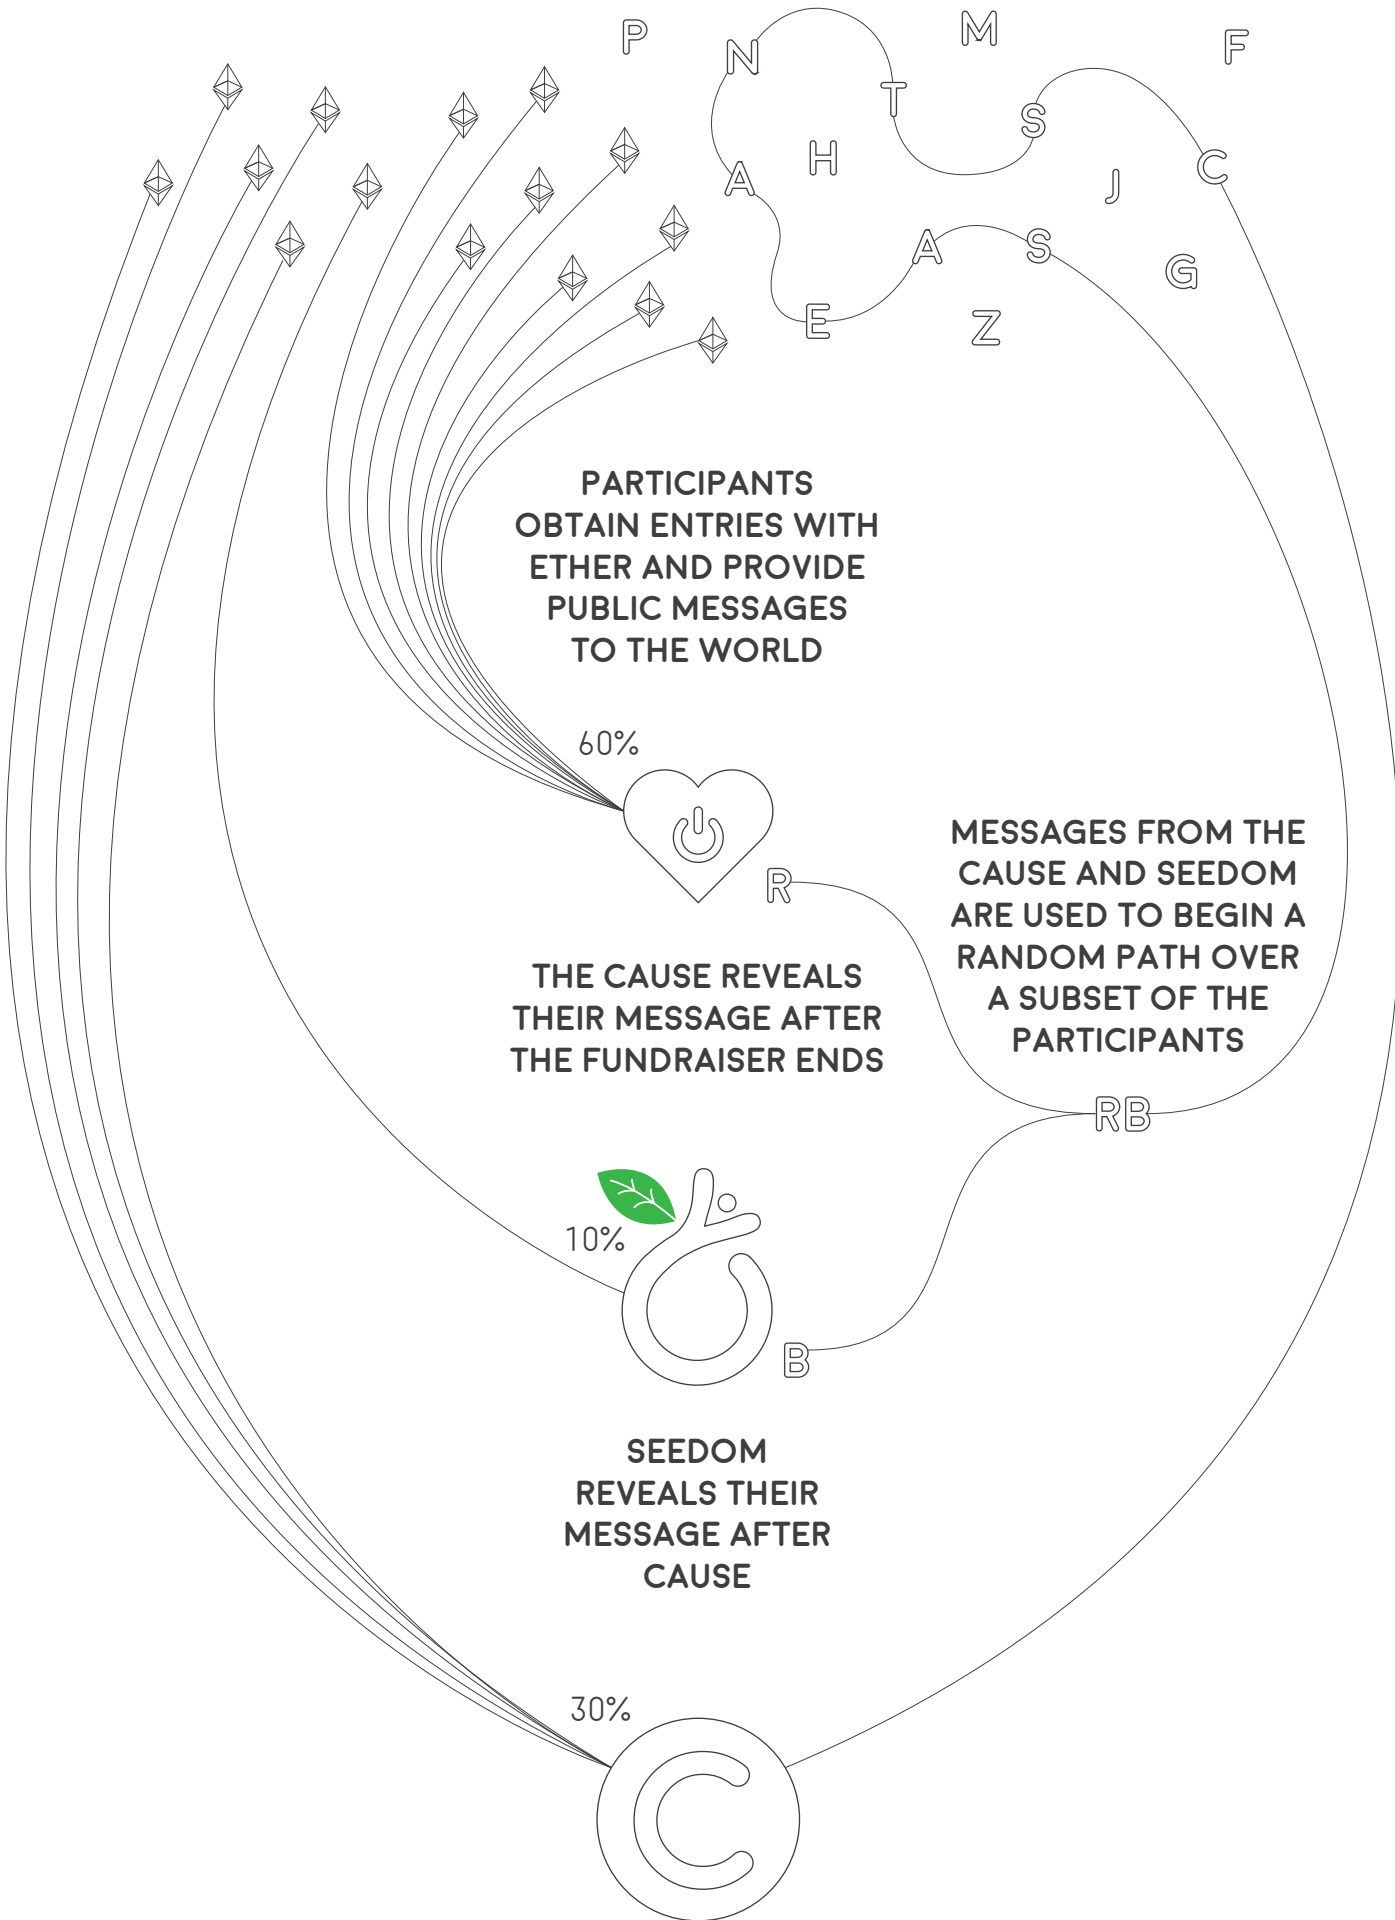 P
M
F
N
T
S
H
C
A
J
A
S
G
E
Z
PARTICIPANTS
OBTAIN ENTRIES WITH
ETHER AND PROVIDE
PUBLIC MESSAGES
TO THE WORLD
60%
R
MESSAGES FROM THE
CAUSE AND SEEDOM
ARE USED TO BEGIN A
RANDOM PATH OVER
A SUBSET OF THE
PARTICIPANTS
THE CAUSE REVEALS
THEIR MESSAGE AFTER
THE FUNDRAISER ENDS
RB
10%
B
SEEDOM
REVEALS THEIR
MESSAGE AFTER
CAUSE
30%
C